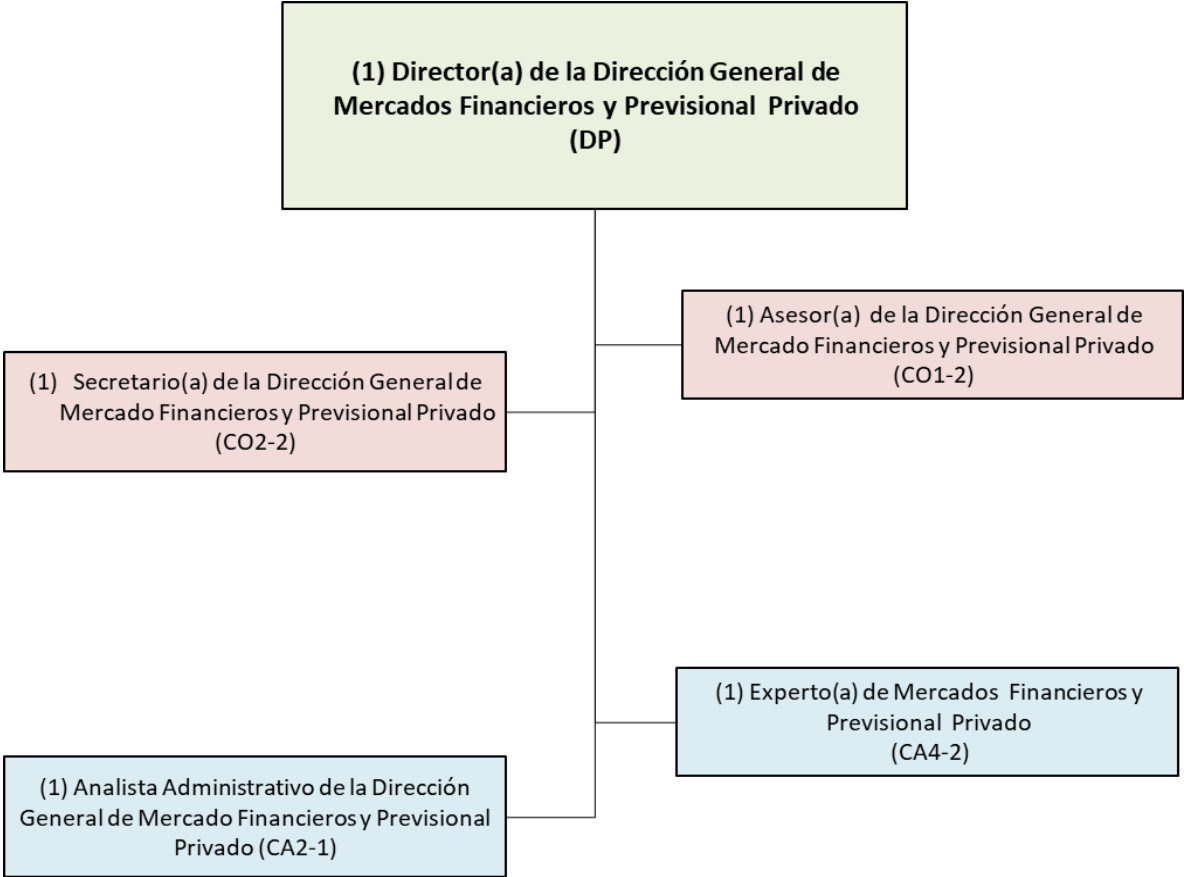 (1) Director(a) de la Dirección General de
Mercados Financieros y Previsional Privado
(DP)
(1) Asesor(a) de la Dirección General de
Mercado Financieros y Previsional Privado
(CO1-2)
(1) Secretario(a) de la Dirección General de
Mercado Financieros y Previsional Privado
(CO2-2)
(1) Experto(a) de Mercados Financieros y
Previsional Privado
(CA4-2)
(1) Analista Administrativo de la Dirección
General de Mercado Financieros y Previsional
Privado (CA2-1)